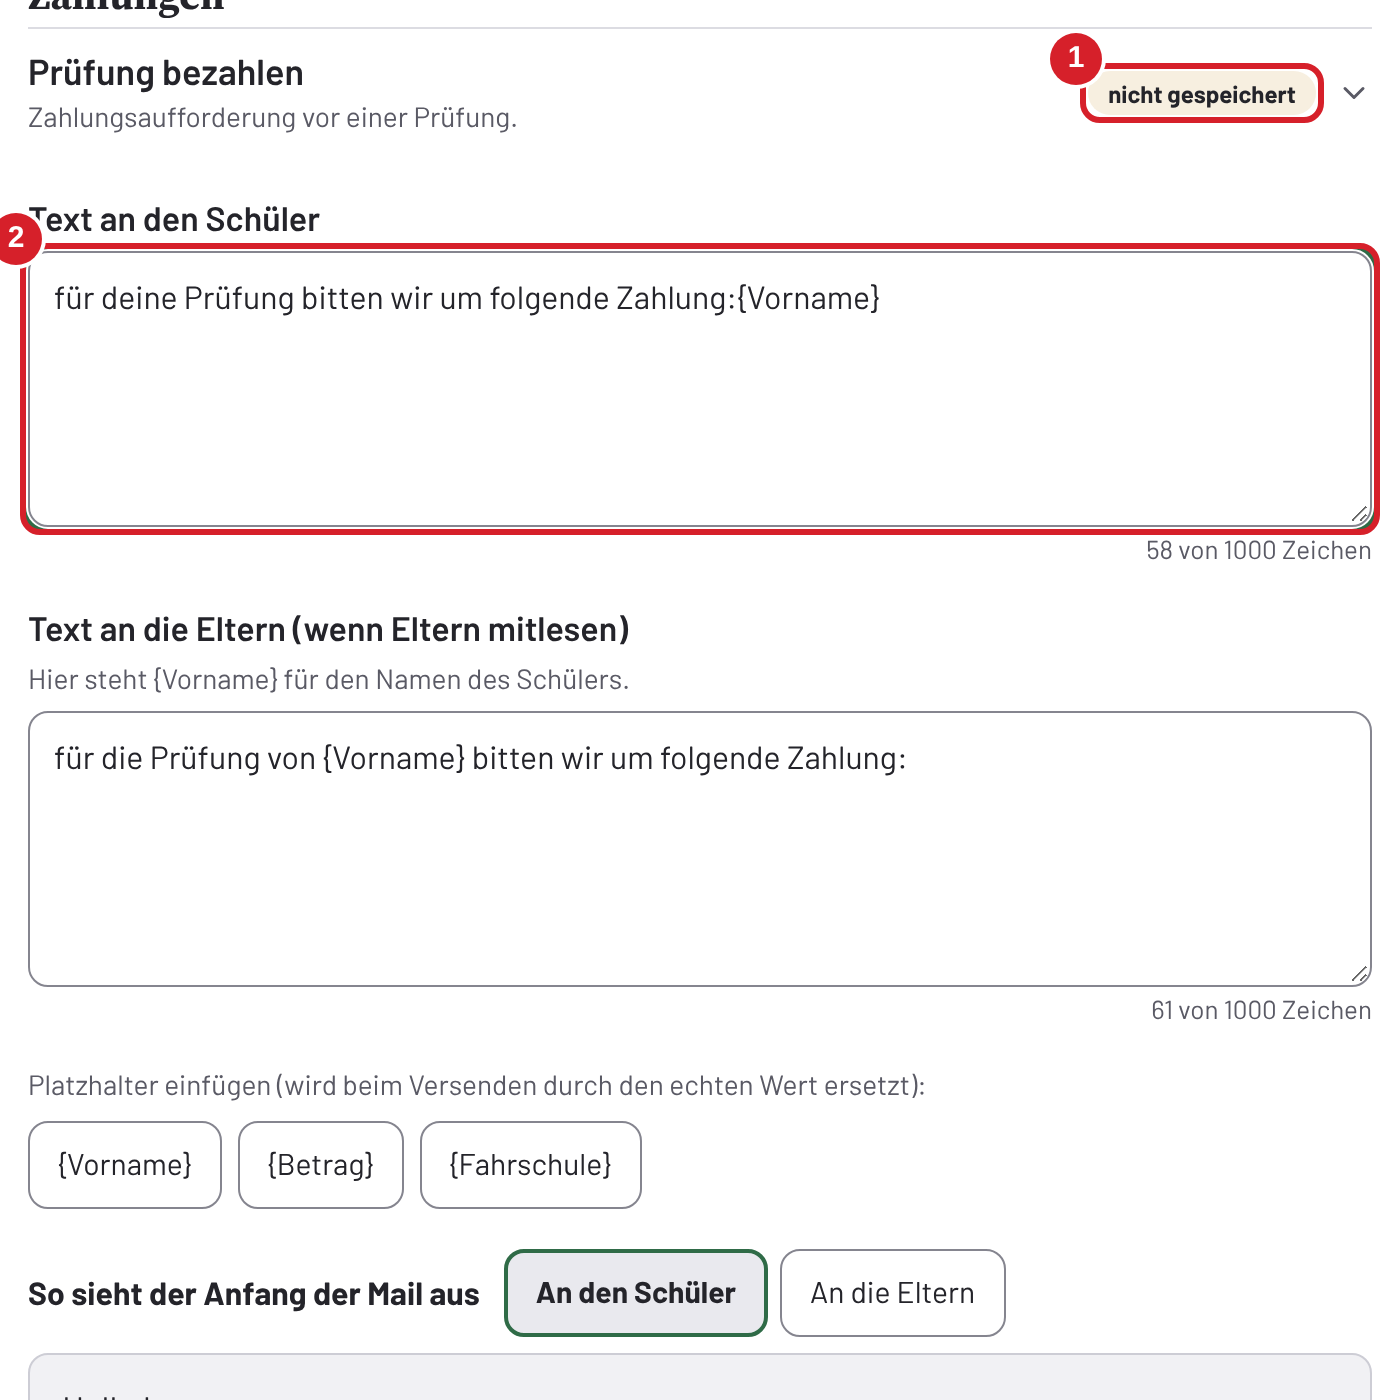 Zahlungen
Prüfung bezahlen
1
nicht gespeichert
Zahlungsaufforderung vor einer Prüfung.
Text an den Schüler
2
für deine Prüfung bitten wir um folgende Zahlung:{Vorname}
58 von 1000 Zeichen
Text an die Eltern (wenn Eltern mitlesen)
Hier steht {Vorname} für den Namen des Schülers.
für die Prüfung von {Vorname} bitten wir um folgende Zahlung:
61 von 1000 Zeichen
Platzhalter einfügen (wird beim Versenden durch den echten Wert ersetzt):
{Vorname} {Betrag} {Fahrschule}
So sieht der Anfang der Mail aus An den Schüler An die Eltern